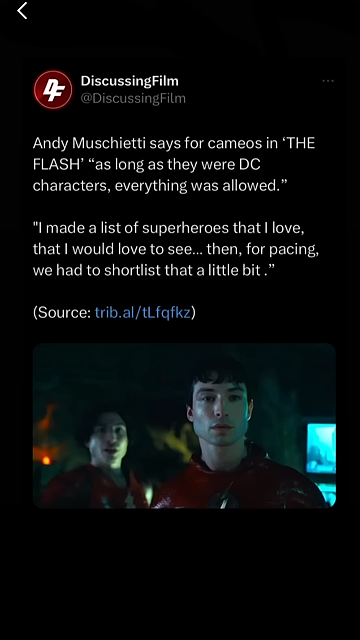 DF
DiscussingFilm
@DiscussingFilm
Andy Muschietti says for cameos in ‘THE
FLASH’ “as long as they were DC
characters, everything was allowed.”
"I made a list of superheroes that I love,
that I would love to see... then, for pacing,
we had to shortlist that a little bit .”
(Source: trib.al/tLfqfkz)